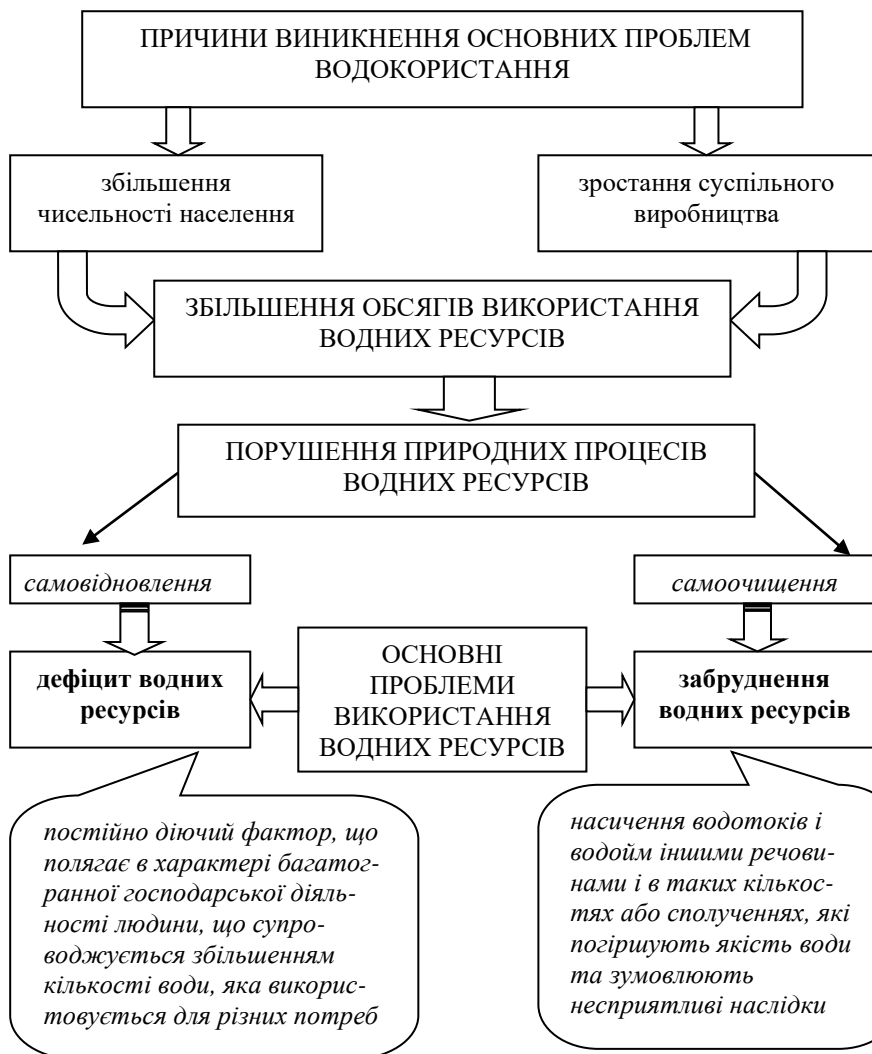 ПРИЧИНИ ВИНИКНЕННЯ ОСНОВНИХ ПРОБЛЕМ
ВОДОКОРИСТАННЯ
збільшення
чисельності населення
зростання суспільного
виробництва
ЗБІЛЬШЕННЯ ОБСЯГІВ ВИКОРИСТАННЯ
ВОДНИХ РЕСУРСІВ
ПОРУШЕННЯ ПРИРОДНИХ ПРОЦЕСІВ
ВОДНИХ РЕСУРСІВ
самовідновлення
самоочищення
дефіцит водних
ресурсів
ОСНОВНІ
ПРОБЛЕМИ
ВИКОРИСТАННЯ
ВОДНИХ РЕСУРСІВ
забруднення
водних ресурсів
постійно діючий фактор, що
полягає в характері багатог-
ранної господарської діяль-
ності людини, що супро-
воджується збільшенням
кількості води, яка викорис-
товується для різних потреб
насичення водотоків і
водойм іншими речови-
нами і в таких кількос-
тях або сполученнях, які
погіршують якість води
та зумовлюють
несприятливі наслідки